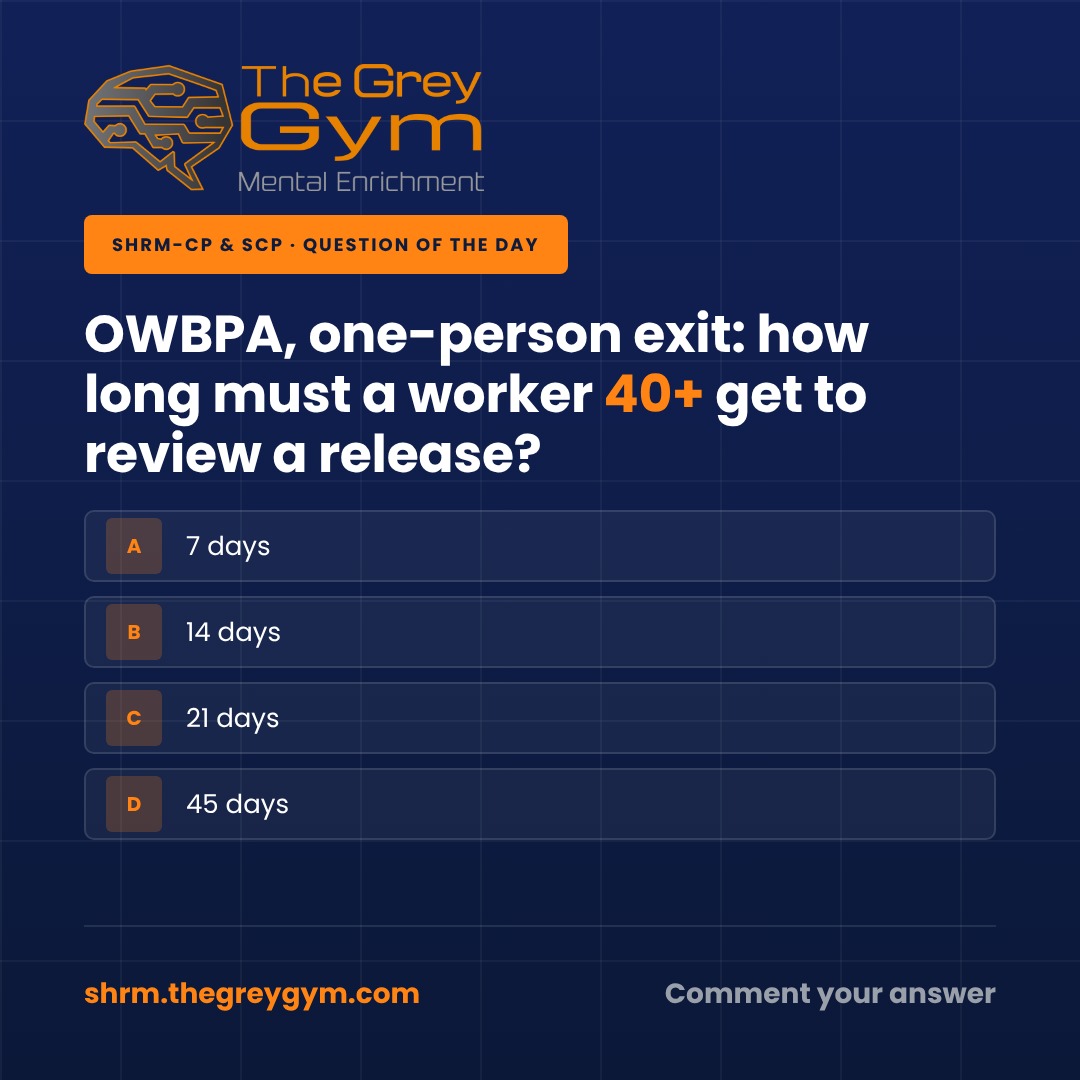 The Grey
Gym
Mental Enrichment
SHRM-CP & SCP · QUESTION OF THE DAY
OWBPA, one-person exit: how
long must a worker 40+ get to
review a release?
A 7 days
B 14 days
C 21 days
D 45 days
shrm.thegreygym.com
Comment your answer